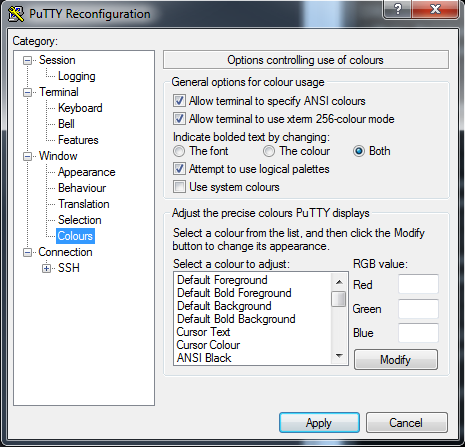 PuTTY Reconfiguration
Category:
Session
Logging
Terminal
Keyboard
Bell
Features
Window
Appearance
Behaviour
Translation
Selection
Colours
Connection
SSH
Options controlling use of colours
General options for colour usage
Allow terminal to specify ANSI colours
Allow terminal to use xterm 256-colour mode
Indicate bolded text by changing:
The font The colour Both
Attempt to use logical palettes
Use system colours
Adjust the precise colours PuTTY displays
Select a colour from the list, and then click the Modify
button to change its appearance.
Select a colour to adjust: RGB value:
Default Foreground
Default Bold Foreground
Default Background
Default Bold Background
Cursor Text
Cursor Colour
ANSI Black
Red
Green
Blue
Modify
Apply Cancel